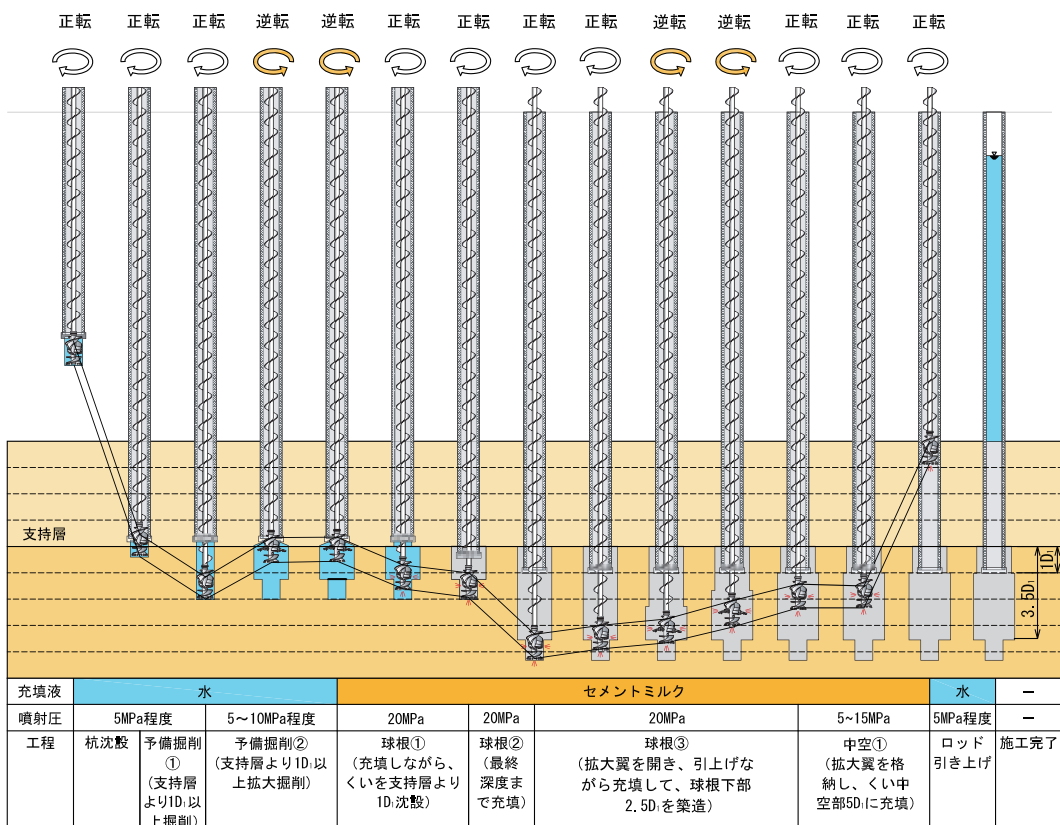 正転 正転 正転 逆転 逆転 正転 正転 正転 正転 逆転 逆転 正転 正転 正転
支持層
1Dᵢ
3.5Dᵢ
充填液 水 セメントミルク 水 －
噴射圧 5MPa程度 5～10MPa程度 20MPa 20MPa 20MPa 5~15MPa 5MPa程度 －
工程
杭沈設
予備掘削
①
(支持層
より1Dᵢ以
上掘削)
予備掘削②
(支持層より1Dᵢ以
上拡大掘削)
球根①
(充填しながら、
くいを支持層より
1Dᵢ沈設)
球根②
(最終
深度ま
で充填)
球根③
(拡大翼を開き、引上げな
がら充填して、球根下部
2.5Dᵢを築造)
中空①
(拡大翼を格
納し、くい中
空部5Dᵢに充填)
ロッド
引き上げ
施工完了